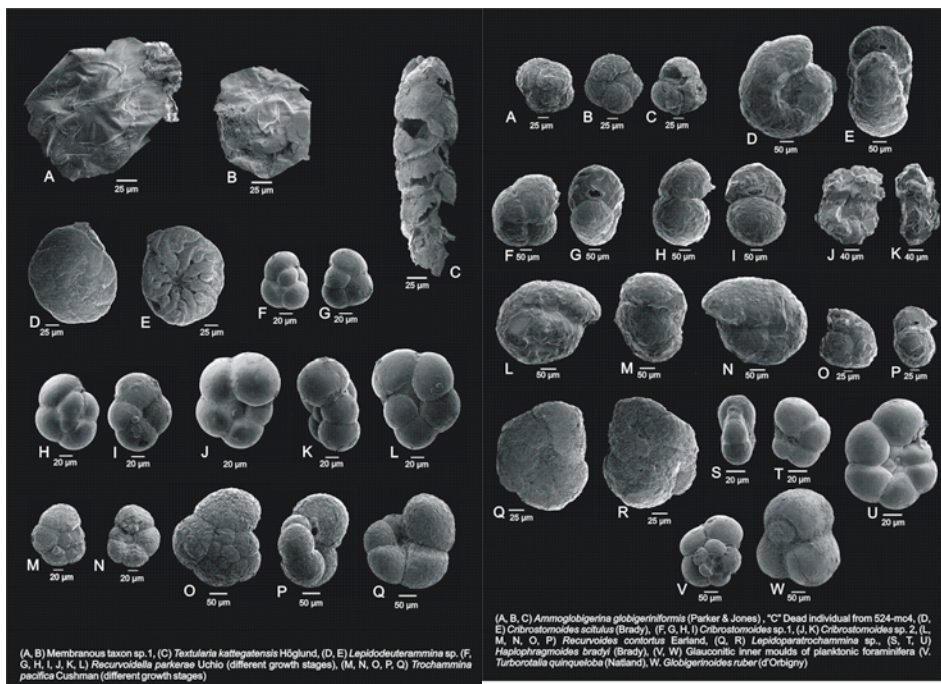 A
25 µm
B
25 µm
25 µm
C
D
25 µm
E
25 µm
F
20 µm
G
20 µm
H
20 µm
I
20 µm
J
20 µm
K
20 µm
L
20 µm
M
20 µm
N
20 µm
O
50 µm
P
50 µm
Q
50 µm
(A, B) Membranous taxon sp.1, (C) Textularia kattegatensis Höglund, (D, E) Lepidodeuterammina sp. (F,
G, H, I, J, K, L) Recurvoidella parkerae Uchio (different growth stages), (M, N, O, P, Q) Trochammina
pacifica Cushman (different growth stages)
A
25 µm
B
25 µm
C
25 µm
D
50 µm
E
50 µm
F
50 µm
G
50 µm
H
50 µm
I
50 µm
J
40 µm
K
40 µm
L
50 µm
M
50 µm
N
50 µm
O
25 µm
P
25 µm
Q
25 µm
R
25 µm
S
20 µm
T
20 µm
U
20 µm
V
20 µm
W
50 µm
(A, B, C) Ammoglobigerina globigeriniformis (Parker & Jones) , "C" Dead individual from 524-mc4, (D,
E) Cribrostomoides scitulus (Brady), (F, G, H, I) Cribrostomoides sp.1, (J, K) Cribrostomoides sp. 2, (L,
M, N, O, P) Recurvoides contortus Earland, (Q, R) Lepidoparatrochammina sp., (S, T, U)
Haplophragmoides bradyi (Brady), (V, W) Glauconitic inner moulds of planktonic foraminifera (V.
Turborotalia quinqueloba (Natland), W. Globigerinoides ruber (d'Orbigny)